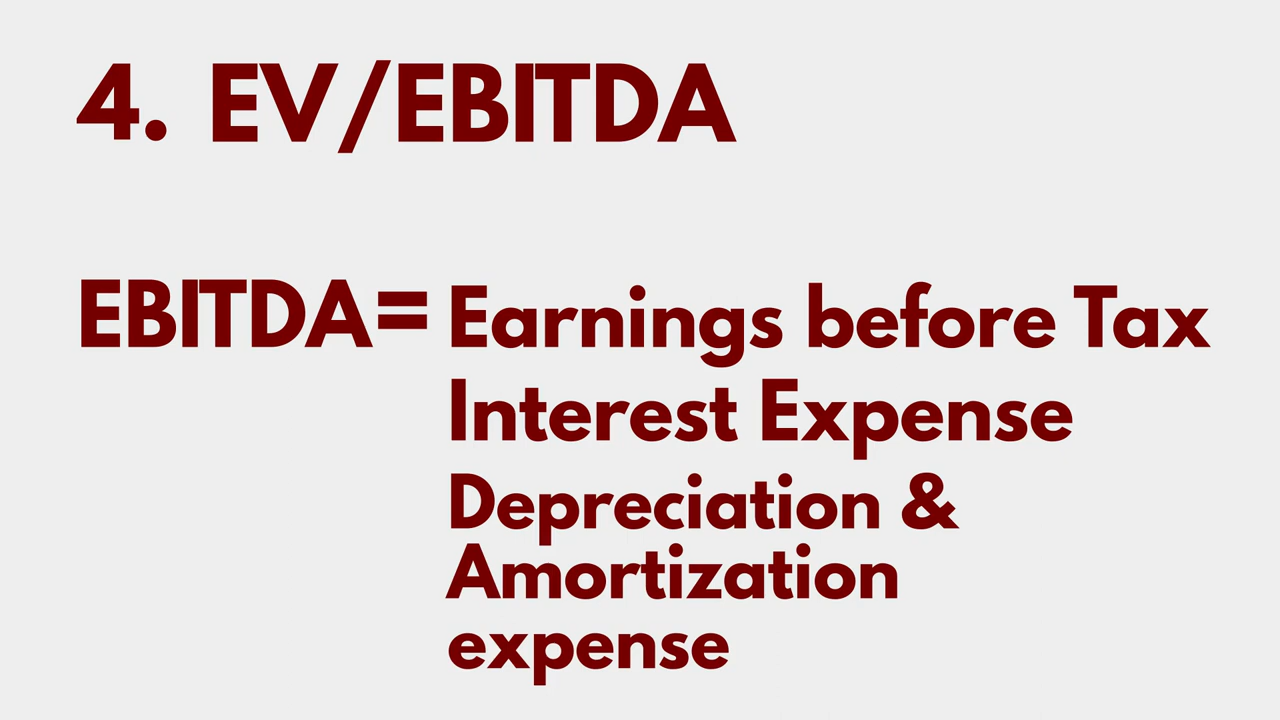 4. EV/EBITDA
EBITDA= Earnings before Tax
Interest Expense
Depreciation &
Amortization
expense